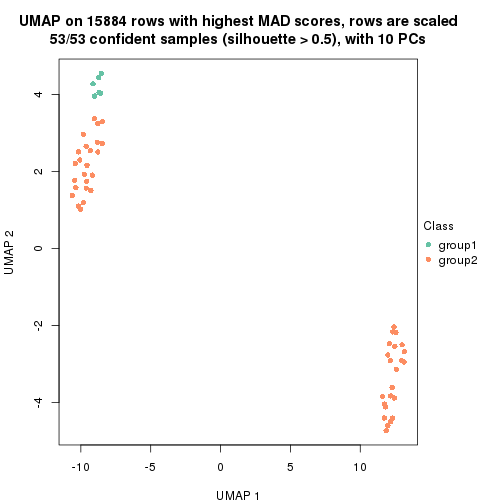 UMAP on 15884 rows with highest MAD scores, rows are scaled
53/53 confident samples (silhouette > 0.5), with 10 PCs
4
2
0
-2
-4
UMAP 2
Class
group1
group2
-10
-5
0
5
10
UMAP 1